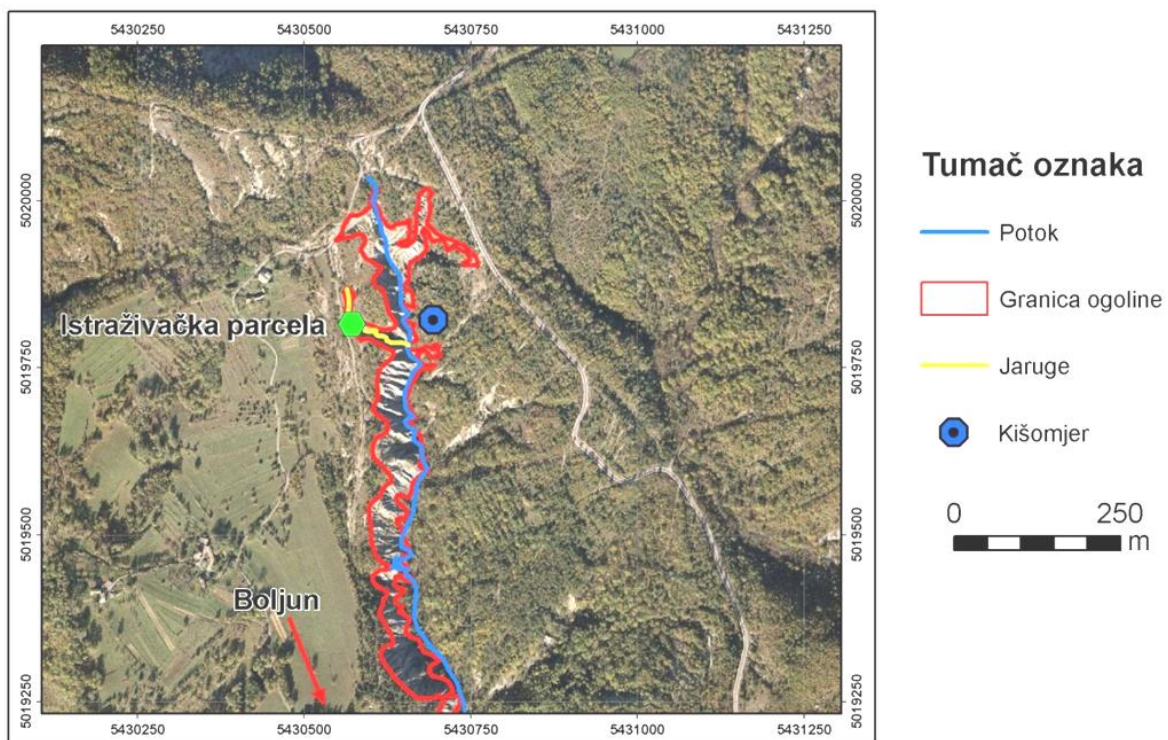 5430250 5430500 5430750 5431000 5431250
5020000 5020000
Istraživačka parcela
5019750 5019750
5019500 5019500
Boljun
5019250 5019250
5430250 5430500 5430750 5431000 5431250
Tumač oznaka
Potok
Granica ogoline
Jaruge
Kišomjer
0 250
m